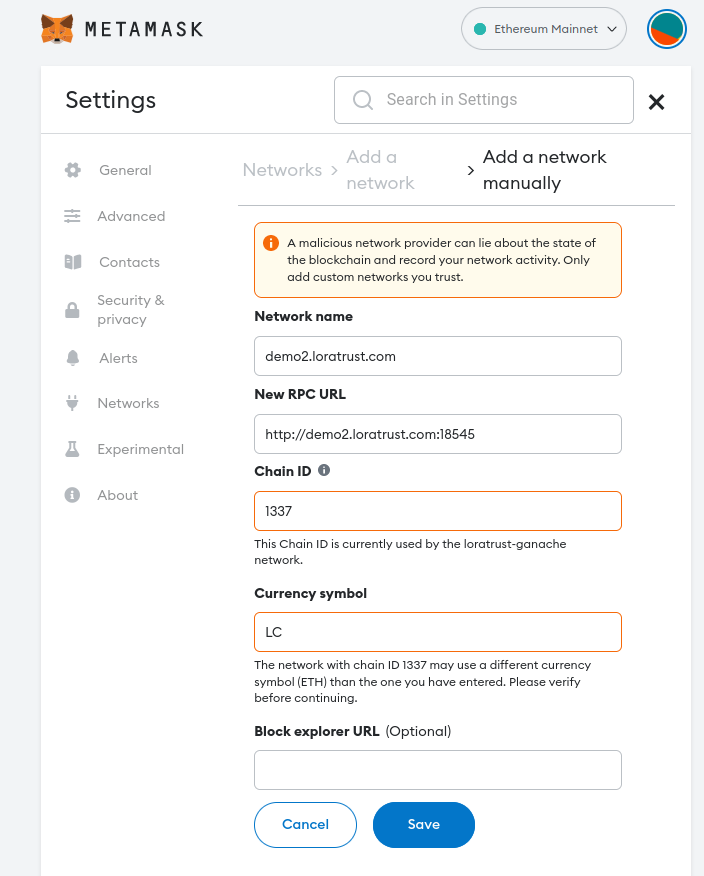 METAMASK
Ethereum Mainnet
Settings
Search in Settings
General
Advanced
Contacts
Security &
privacy
Alerts
Networks
Experimental
About
Networks > Add a
network > Add a network
manually
A malicious network provider can lie about the state of
the blockchain and record your network activity. Only
add custom networks you trust.
Network name
demo2.loratrust.com
New RPC URL
http://demo2.loratrust.com:18545
Chain ID
1337
This Chain ID is currently used by the loratrust-ganache
network.
Currency symbol
LC
The network with chain ID 1337 may use a different currency
symbol (ETH) than the one you have entered. Please verify
before continuing.
Block explorer URL (Optional)
Cancel
Save